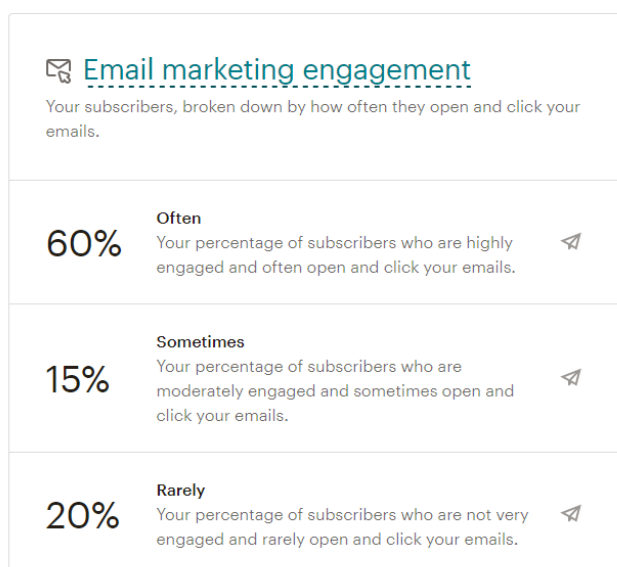 Email marketing engagement
Your subscribers, broken down by how often they open and click your
emails.
60%
Often
Your percentage of subscribers who are highly
engaged and often open and click your emails.
15%
Sometimes
Your percentage of subscribers who are
moderately engaged and sometimes open and
click your emails.
20%
Rarely
Your percentage of subscribers who are not very
engaged and rarely open and click your emails.